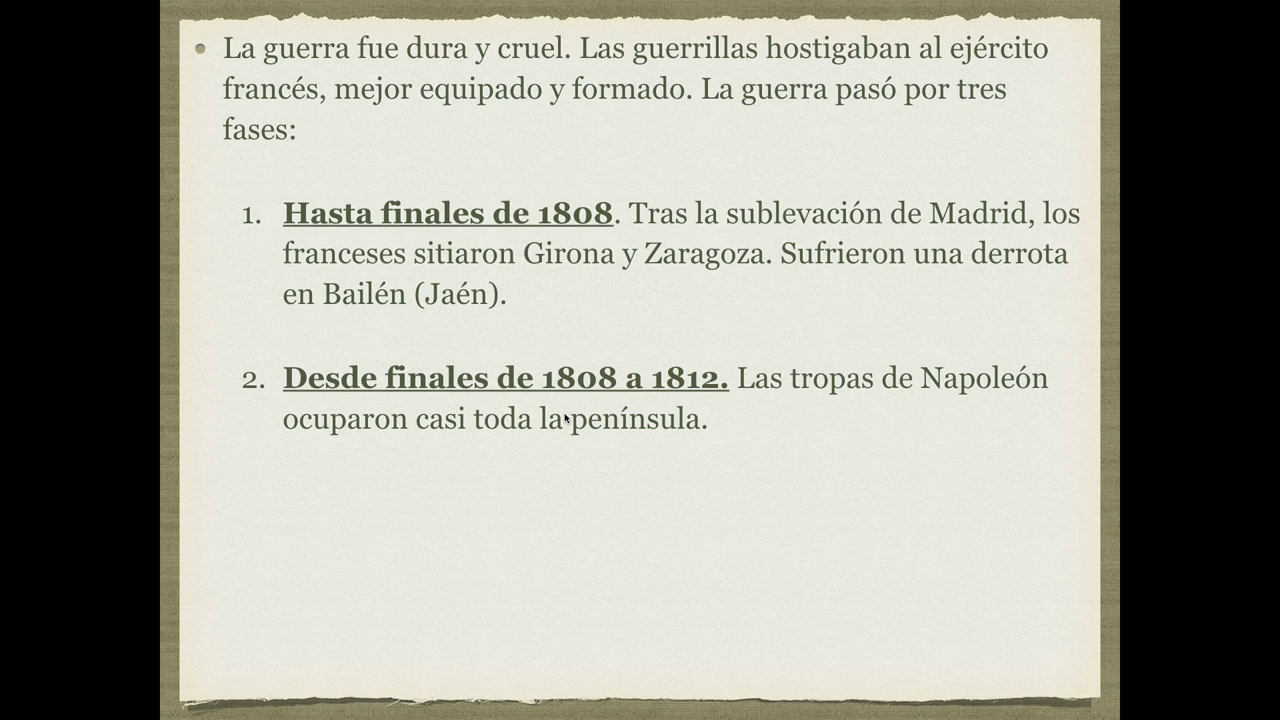 • La guerra fue dura y cruel. Las guerrillas hostigaban al ejército
francés, mejor equipado y formado. La guerra pasó por tres
fases:
1. Hasta finales de 1808. Tras la sublevación de Madrid, los
franceses sitiaron Girona y Zaragoza. Sufrieron una derrota
en Bailén (Jaén).
2. Desde finales de 1808 a 1812. Las tropas de Napoleón
ocuparon casi toda la península.